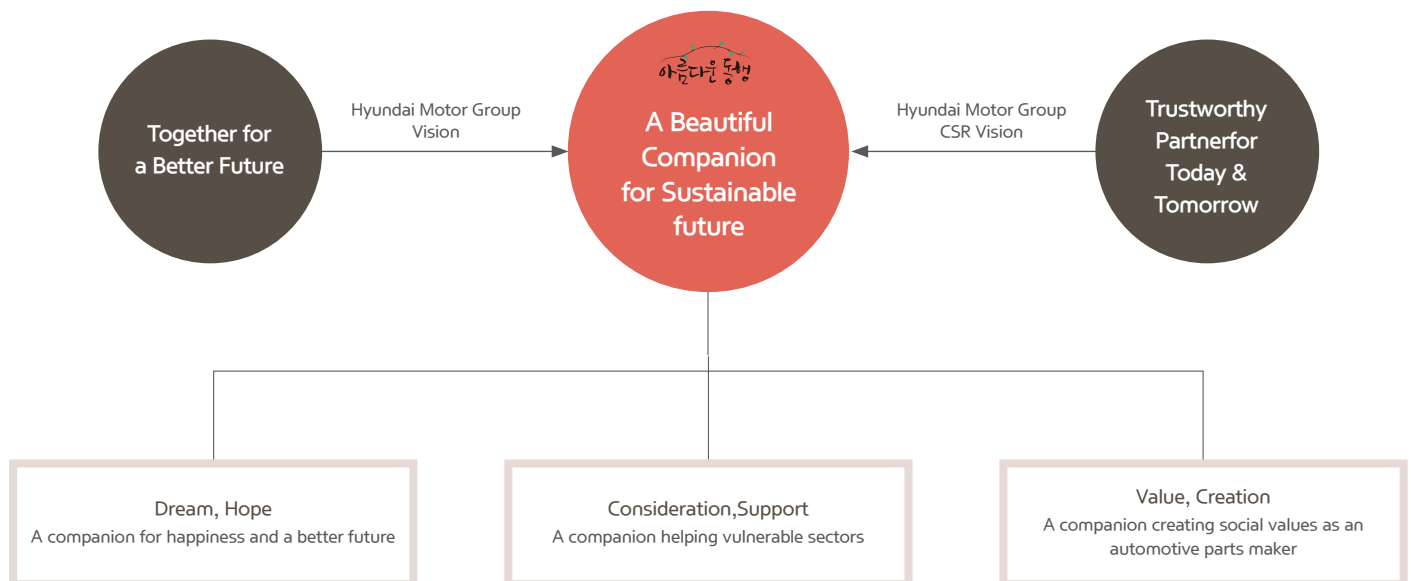 Together for
a Better Future
Hyundai Motor Group
Vision
아름다운 동행
A Beautiful
Companion
for Sustainable
future
Hyundai Motor Group
CSR Vision
Trustworthy
Partnerfor
Today &
Tomorrow
Dream, Hope
A companion for happiness and a better future
Consideration,Support
A companion helping vulnerable sectors
Value, Creation
A companion creating social values as an
automotive parts maker